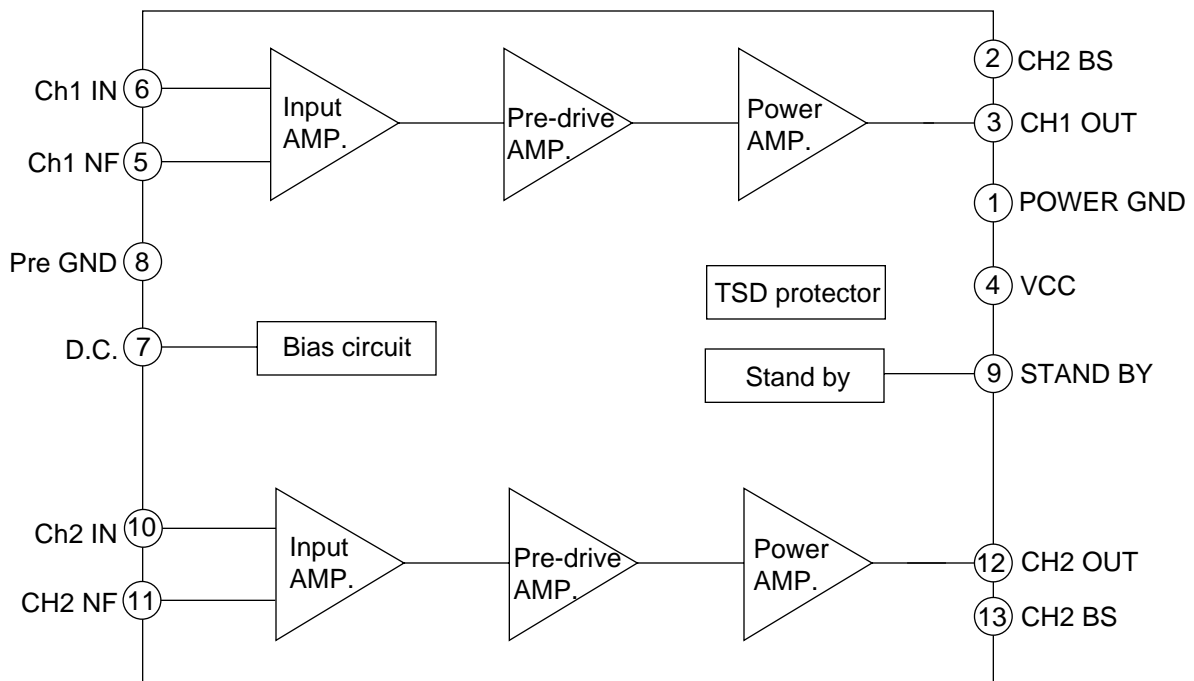 2 CH2 BS
Ch1 IN 6
Input
AMP.
Pre-drive
AMP.
Power
AMP.
3 CH1 OUT
Ch1 NF 5
1 POWER GND
Pre GND 8
TSD protector
4 VCC
D.C. 7
Bias circuit
Stand by
9 STAND BY
Ch2 IN 10
Input
AMP.
Pre-drive
AMP.
Power
AMP.
12 CH2 OUT
CH2 NF 11
13 CH2 BS